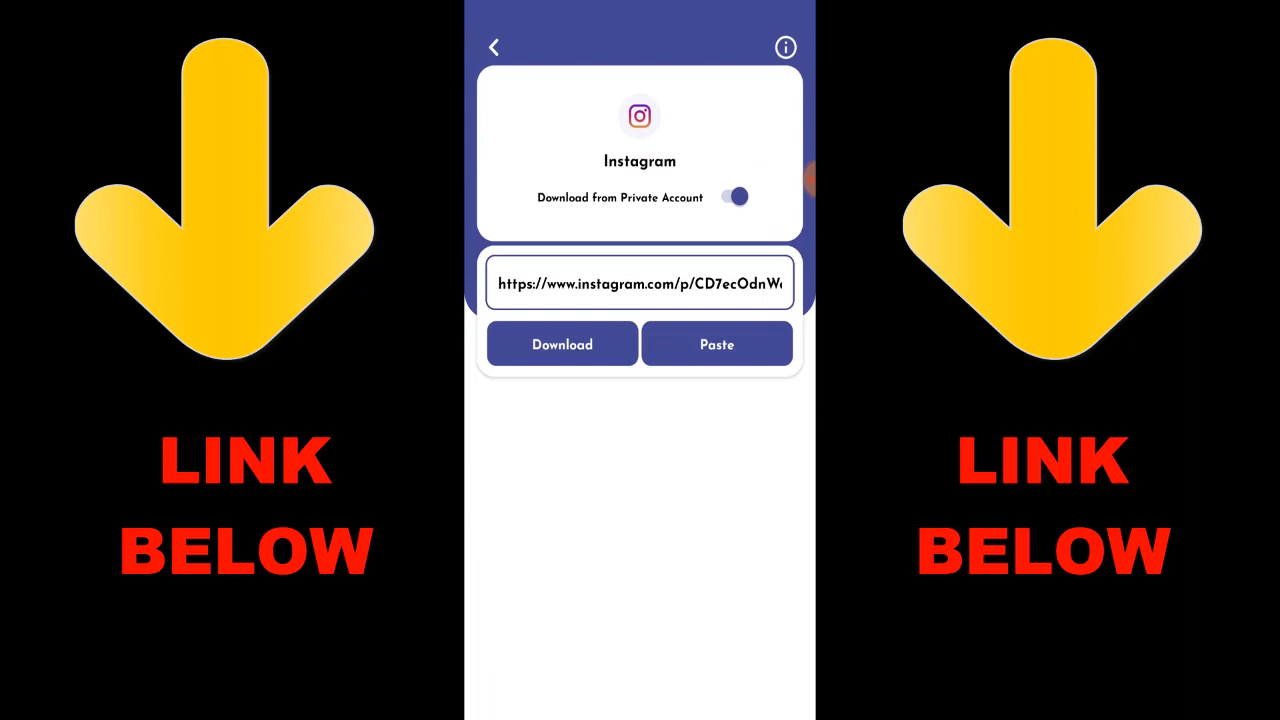 Instagram
Download from Private Account
https://www.instagram.com/p/CD7ecOdnW
Download Paste
LINK
BELOW
LINK
BELOW